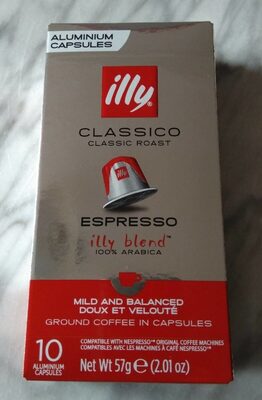 ALUMINIUM
CAPSULES
illy
CLASSICO
CLASSIC ROAST
illy
ESPRESSO
illy blend™
100% ARABICA
MILD AND BALANCED
DOUX ET VELOUTÉ
GROUND COFFEE IN CAPSULES
10
ALUMINIUM
CAPSULES
COMPATIBLE WITH NESPRESSO* ORIGINAL COFFEE MACHINES
COMPATIBLES AVEC LES MACHINES À CAFÉ NESPRESSO*
Net Wt 57g e (2.01 oz)